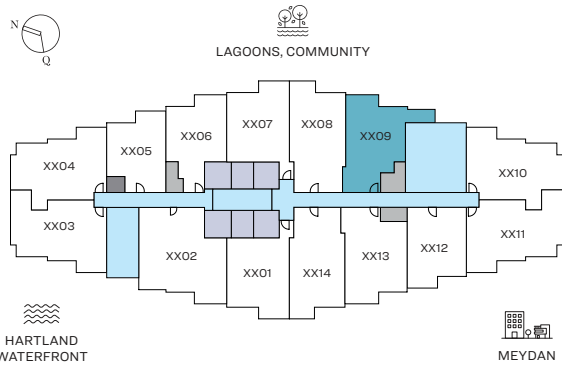 N
Q
LAGOONS, COMMUNITY
XX07
XX08
XX06
XX09
XX05
XX04
XX10
XX03
XX11
XX02
XX12
XX01
XX14
XX13
HARTLAND
WATERFRONT
MEYDAN